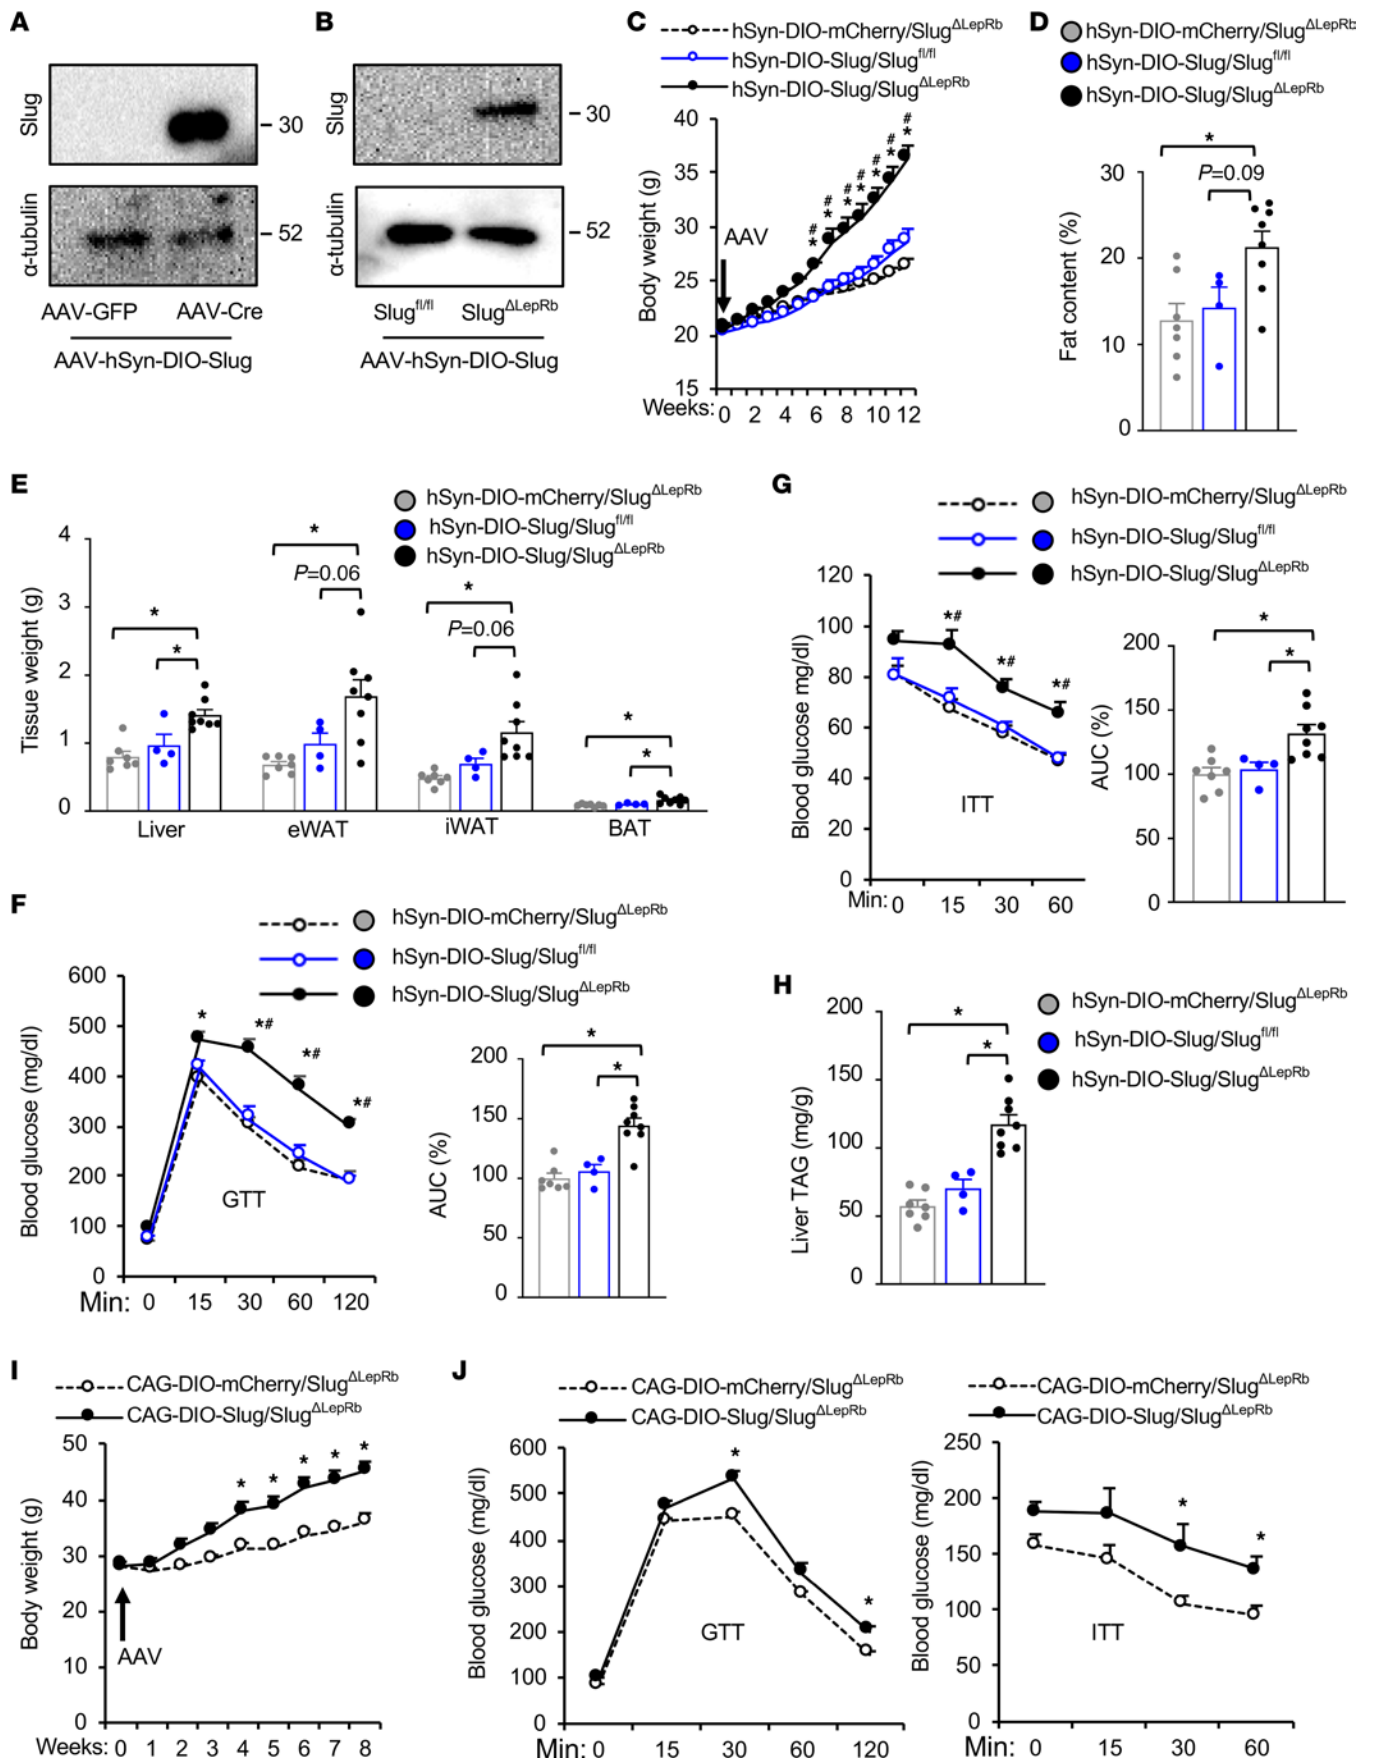 A
Slug
– 30
α-tubulin
– 52
AAV-GFP AAV-Cre
AAV-hSyn-DIO-Slug
B
Slug
– 30
α-tubulin
– 52
Slug^fl/fl Slug^ΔLepRb
AAV-hSyn-DIO-Slug
C
hSyn-DIO-mCherry/Slug^ΔLepRb
hSyn-DIO-Slug/Slug^fl/fl
hSyn-DIO-Slug/Slug^ΔLepRb
Body weight (g)
40
35
30
25
20
15
AAV
# # # # # # #
* * * * * * *
Weeks: 0 2 4 6 8 10 12
D
hSyn-DIO-mCherry/Slug^ΔLepRb
hSyn-DIO-Slug/Slug^fl/fl
hSyn-DIO-Slug/Slug^ΔLepRb
Fat content (%)
30
20
10
0
*
P=0.09
E
hSyn-DIO-mCherry/Slug^ΔLepRb
hSyn-DIO-Slug/Slug^fl/fl
hSyn-DIO-Slug/Slug^ΔLepRb
Tissue weight (g)
4
3
2
1
0
*
*
*
P=0.06
*
P=0.06
*
*
Liver eWAT iWAT BAT
G
hSyn-DIO-mCherry/Slug^ΔLepRb
hSyn-DIO-Slug/Slug^fl/fl
hSyn-DIO-Slug/Slug^ΔLepRb
Blood glucose mg/dl)
120
100
80
60
40
20
0
*#
*#
*#
ITT
Min: 0 15 30 60
AUC (%)
200
150
100
50
0
*
*
F
hSyn-DIO-mCherry/Slug^ΔLepRb
hSyn-DIO-Slug/Slug^fl/fl
hSyn-DIO-Slug/Slug^ΔLepRb
Blood glucose (mg/dl)
600
500
400
300
200
100
0
*
*#
*#
*#
GTT
Min: 0 15 30 60 120
AUC (%)
200
150
100
50
0
*
*
H
hSyn-DIO-mCherry/Slug^ΔLepRb
hSyn-DIO-Slug/Slug^fl/fl
hSyn-DIO-Slug/Slug^ΔLepRb
Liver TAG (mg/g)
200
150
100
50
0
*
*
I
CAG-DIO-mCherry/Slug^ΔLepRb
CAG-DIO-Slug/Slug^ΔLepRb
Body weight (g)
50
40
30
20
10
0
* * * * *
AAV
Weeks: 0 1 2 3 4 5 6 7 8
J
CAG-DIO-mCherry/Slug^ΔLepRb
CAG-DIO-Slug/Slug^ΔLepRb
Blood glucose (mg/dl)
600
500
400
300
200
100
0
*
*
GTT
Min: 0 15 30 60 120
CAG-DIO-mCherry/Slug^ΔLepRb
CAG-DIO-Slug/Slug^ΔLepRb
Blood glucose (mg/dl)
250
200
150
100
50
0
*
*
ITT
Min: 0 15 30 60